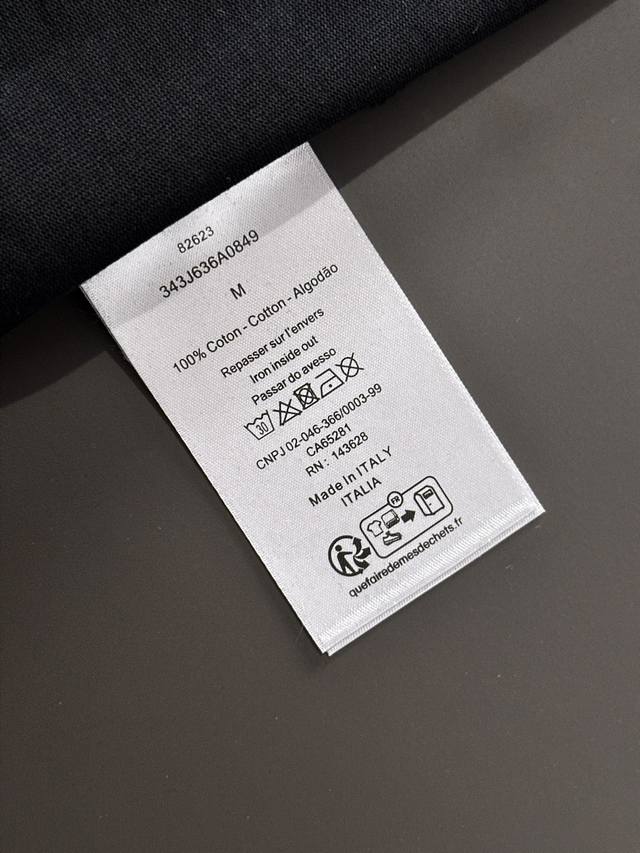 82623
343J636A0849
M
100% Coton - Cotton - Algodão
Repasser sur l'envers
Iron inside out
Passar do avesso
30
CNPJ 02-046-366/0003-99
CA65281
RN : 143628
Made In ITALY
ITALIA
FR
quefairedemesdechets.fr